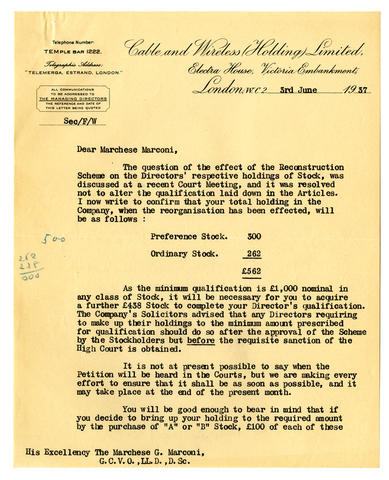 Telephone Number:
TEMPLE BAR 1222.
Telegraphic Address:
"TELEMERGA, ESTRAND, LONDON."
ALL COMMUNICATIONS
TO BE ADDRESSED TO
THE MANAGING DIRECTORS
THE REFERENCE AND DATE OF
THIS LETTER BEING QUOTED
Cable and Wireless (Holding) Limited,
Electra House, Victoria Embankment,
London, W.C.2 3rd June 1937
Sec/F/W
Dear Marchese Marconi,
The question of the effect of the Reconstruction
Scheme on the Directors' respective holdings of Stock, was
discussed at a recent Court Meeting, and it was resolved
not to alter the qualification laid down in the Articles.
I now write to confirm that your total holding in the
Company, when the reorganisation has been effected, will
be as follows :
Preference Stock. 300
Ordinary Stock. 262
£562
500
262
238
000
As the minimum qualification is £1,000 nominal in
any class of Stock, it will be necessary for you to acquire
a further £438 Stock to complete your Director's qualification.
The Company's Solicitors advised that any Directors requiring
to make up their holdings to the minimum amount prescribed
for qualification should do so after the approval of the Scheme
by the Stockholders but before the requisite sanction of the
High Court is obtained.
It is not at present possible to say when the
Petition will be heard in the Courts, but we are making every
effort to ensure that it shall be as soon as possible, and it
may take place at the end of the present month.
You will be good enough to bear in mind that if
you decide to bring up your holding to the required amount
by the purchase of "A" or "B" Stock, £100 of each of these
His Excellency The Marchese G. Marconi,
G.C.V.O.,LL.D.,D.Sc.